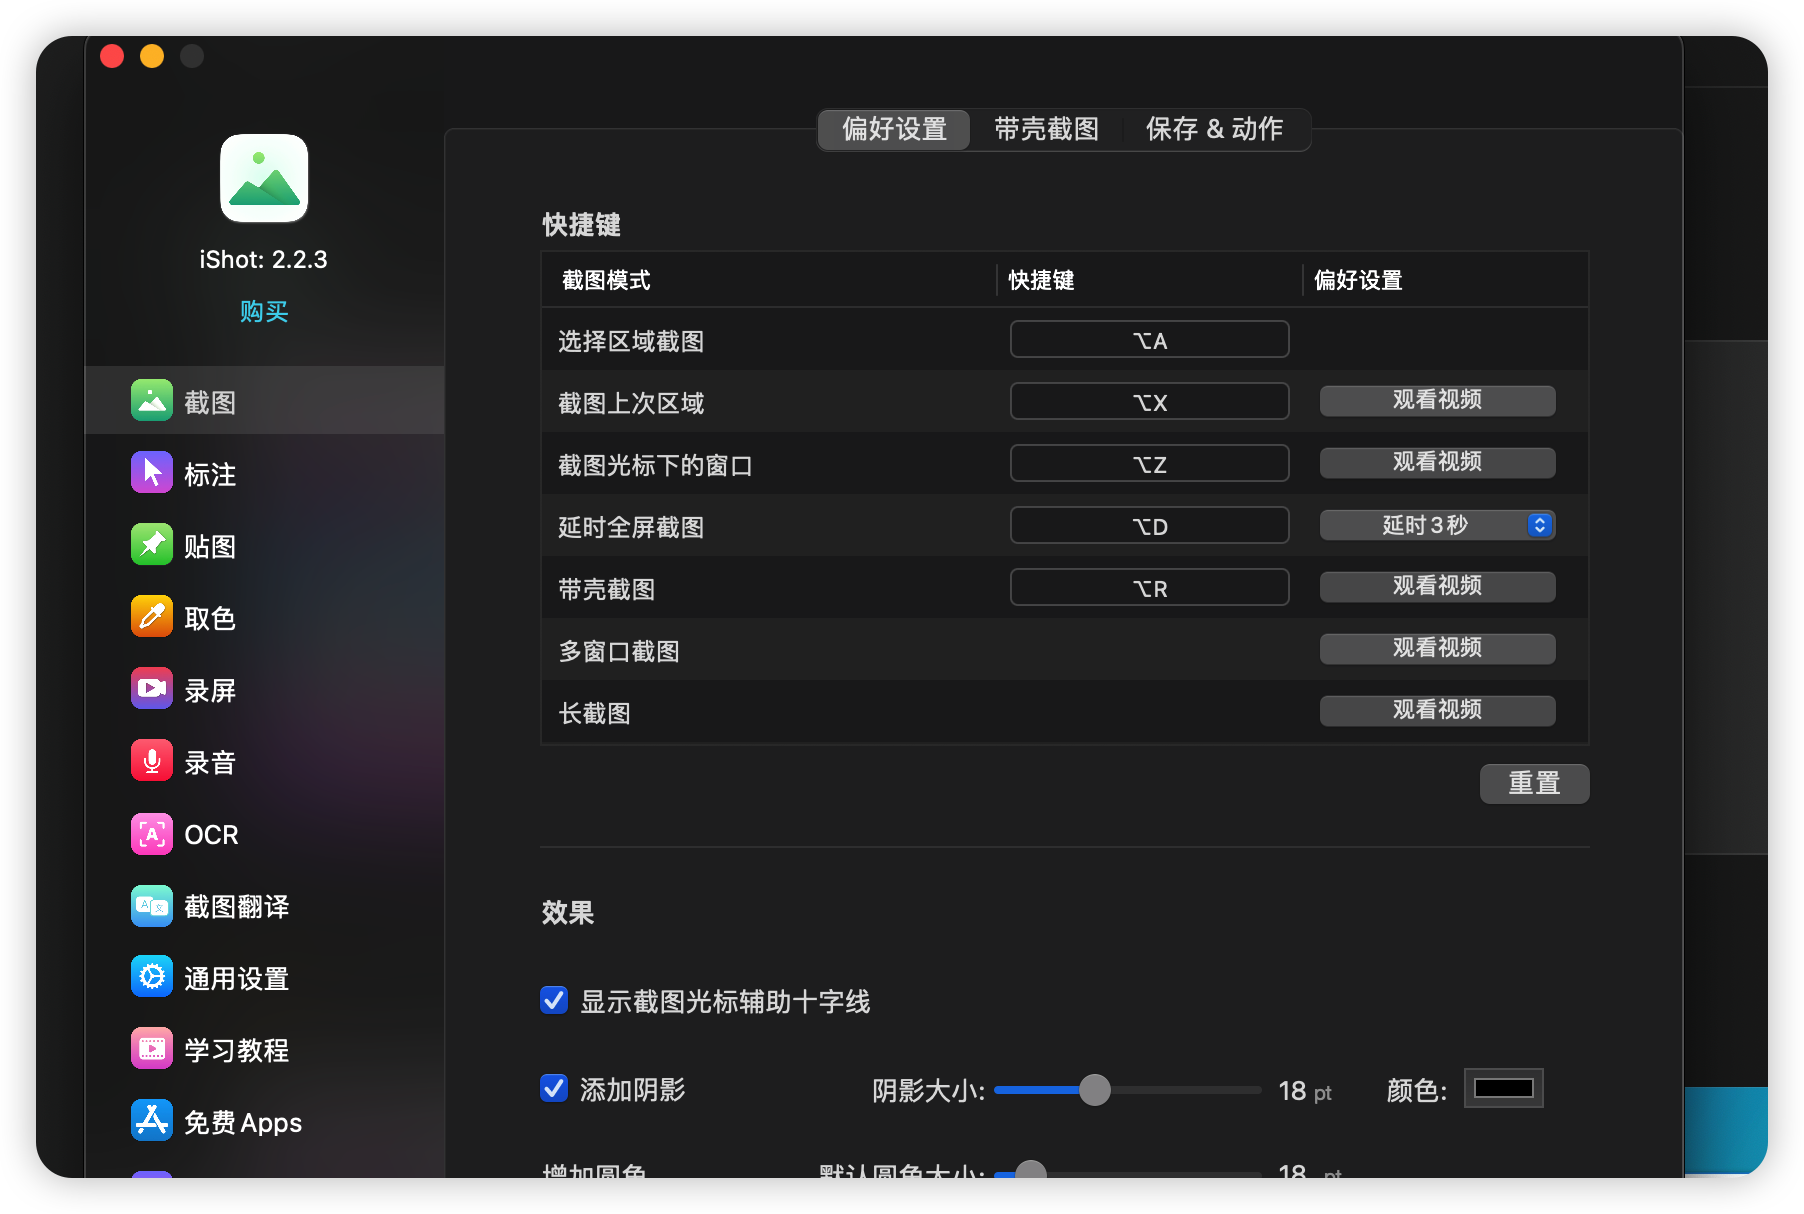 iShot: 2.2.3
购买
截图
标注
贴图
取色
录屏
录音
OCR
截图翻译
通用设置
学习教程
免费 Apps
偏好设置 带壳截图 保存 & 动作
快捷键
截图模式 快捷键 偏好设置
选择区域截图 ⌥A
截图上次区域 ⌥X 观看视频
截图光标下的窗口 ⌥Z 观看视频
延时全屏截图 ⌥D 延时 3 秒
带壳截图 ⌥R 观看视频
多窗口截图 观看视频
长截图 观看视频
重置
效果
显示截图光标辅助十字线
添加阴影 阴影大小: 18 pt 颜色:
增加圆角 默认圆角大小: 18 pt